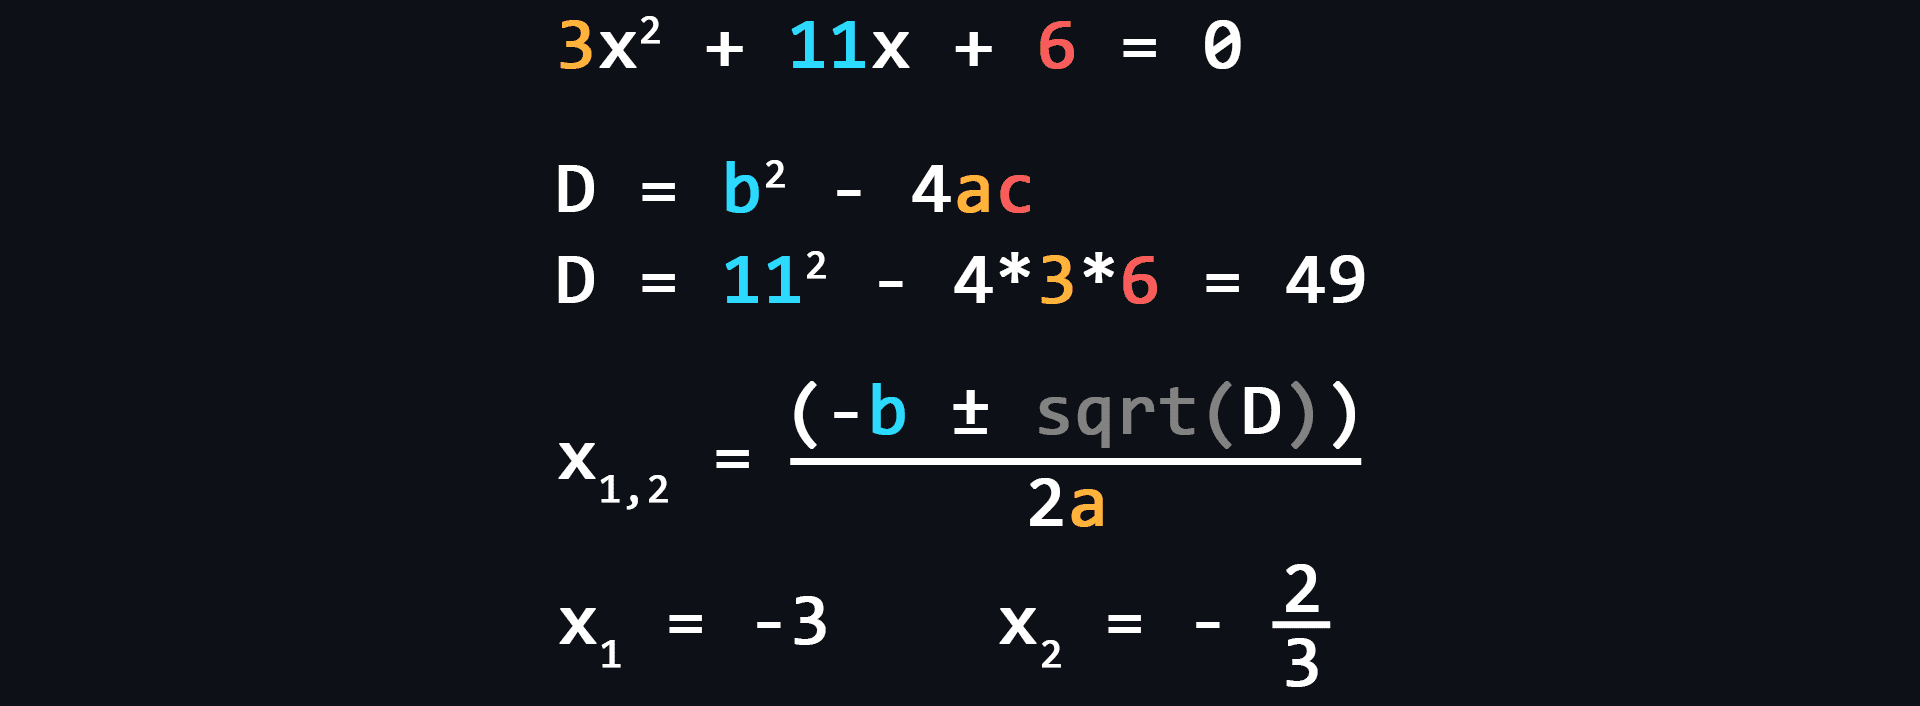 3x² + 11x + 6 = 0
D = b² - 4ac
D = 11² - 4*3*6 = 49
x₁,₂ = (-b ± sqrt(D))
2a
x₁ = -3 x₂ = - 2
3